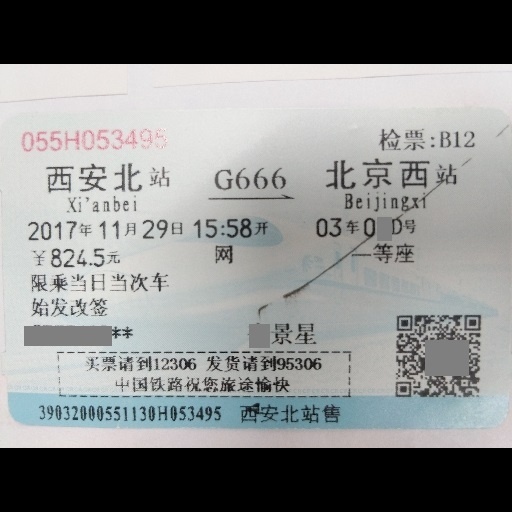 055H053495 检票:B12
西安北站 G666 北京西站
Xi'anbei Beijingxi
2017年11月29日 15:58开 03车0 D号
￥824.5元 网 一等座
限乘当日当次车
始发改签
** 景星
买票请到12306 发货请到95306
中国铁路祝您旅途愉快
39032000551130H053495 西安北站售